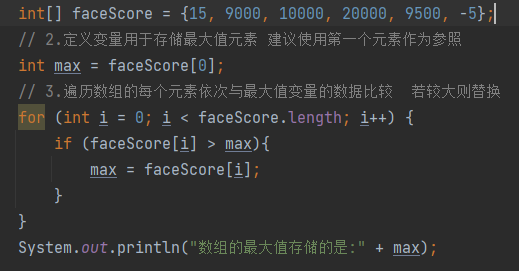 int[] faceScore = {15, 9000, 10000, 20000, 9500, -5};
// 2.定义变量用于存储最大值元素 建议使用第一个元素作为参照
int max = faceScore[0];
// 3.遍历数组的每个元素依次与最大值变量的数据比较  若较大则替换
for (int i = 0; i < faceScore.length; i++) {
    if (faceScore[i] > max){
        max = faceScore[i];
    }
}
System.out.println("数组的最大值存储的是:" + max);